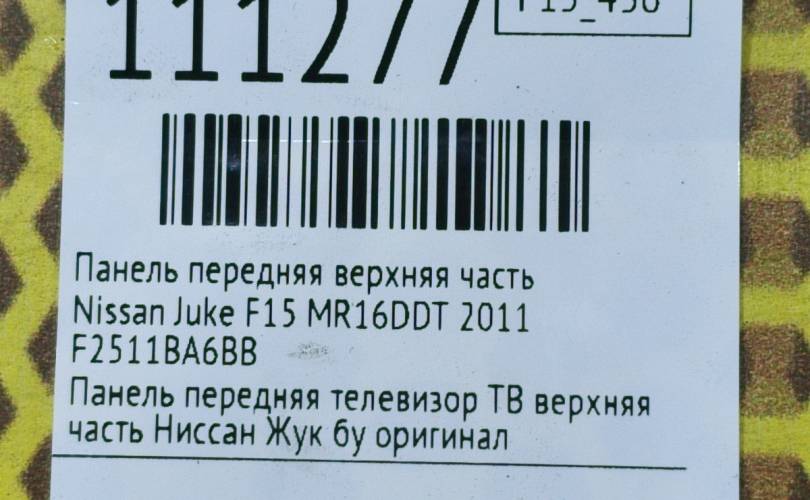 111277
Панель передняя верхняя часть
Nissan Juke F15 MR16DDT 2011
F2511BA6BB
Панель передняя телевизор ТВ верхняя
часть Ниссан Жук бу оригинал